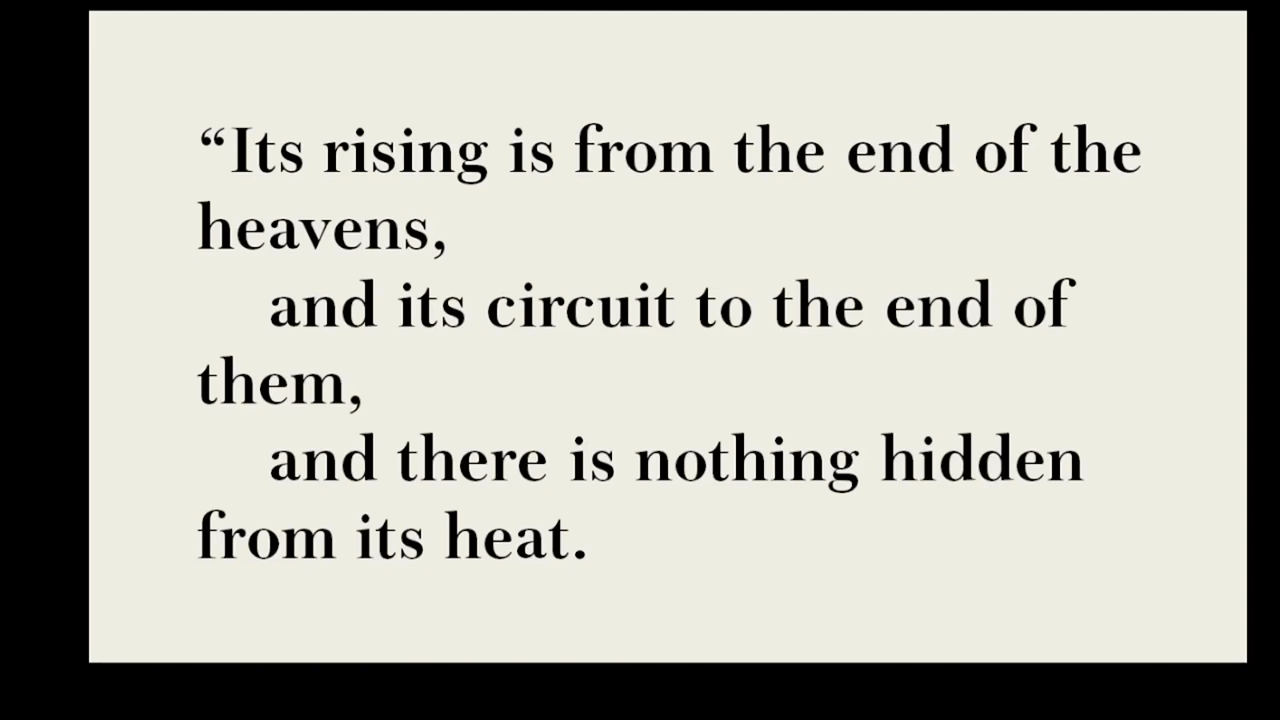 “Its rising is from the end of the
heavens,
and its circuit to the end of
them,
and there is nothing hidden
from its heat.